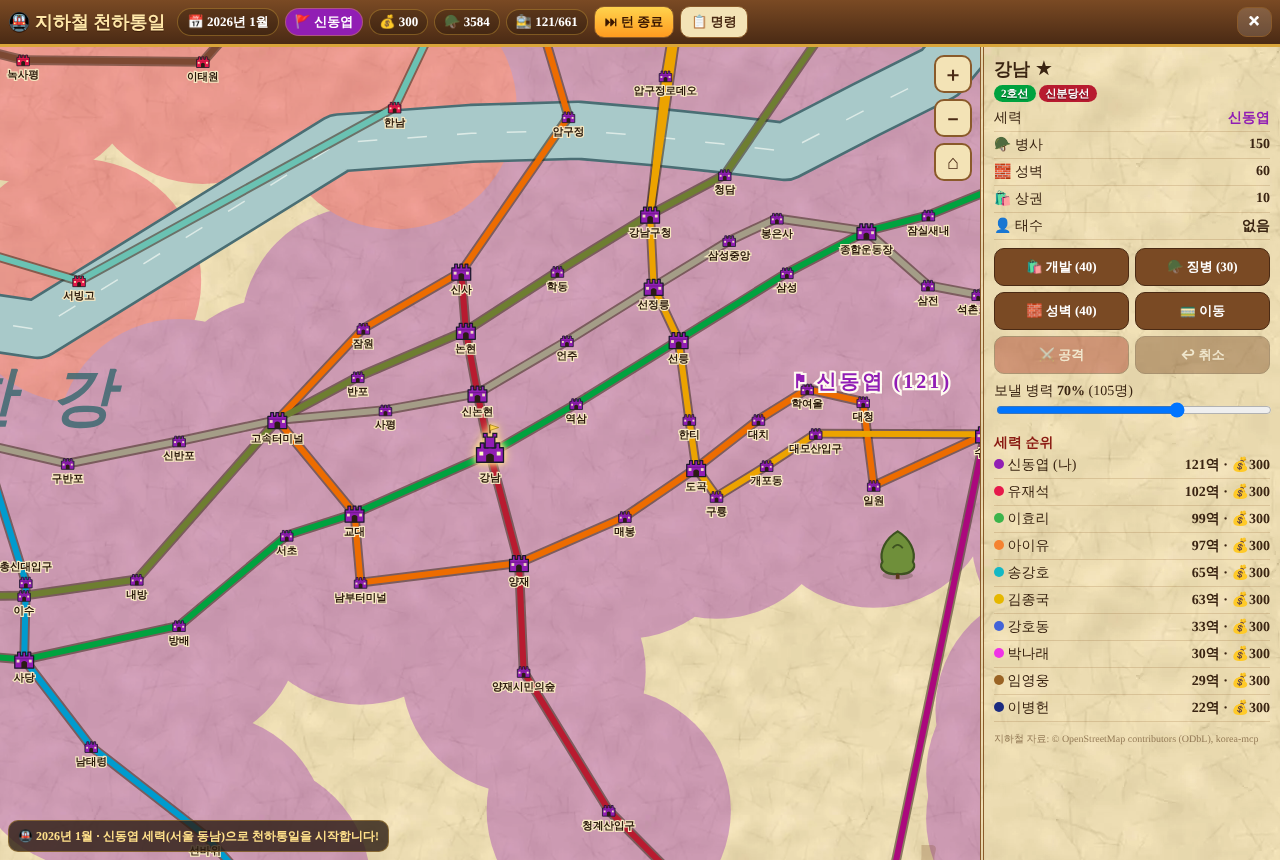 지하철 천하통일
2026년 1월
신동엽
300
3584
121/661
턴 종료
명령
×
녹사평
이태원
한남
압구정로데오
압구정
청담
강남구청
봉은사
잠실새내
삼성중앙
종합운동장
서빙고
신사
학동
선정릉
삼성
삼전
석촌
잠원
논현
언주
선릉
반포
한강
신동엽 (121)
학여울
대청
신논현
사평
역삼
고속터미널
한티
대치
대모산입구
신반포
구반포
강남
도곡
개포동
구룡
일원
교대
매봉
서초
양재
총신대입구
이수
내방
남부터미널
방배
사당
양재시민의숲
남태령
청계산입구
선바위
2026년 1월 · 신동엽 세력(서울 동남)으로 천하통일을 시작합니다!
+
−
⌂
강남 ★
2호선 신분당선
세력 신동엽
병사 150
성벽 60
상권 10
태수 없음
개발 (40) 징병 (30)
성벽 (40) 이동
공격 취소
보낼 병력 70% (105명)
세력 순위
신동엽 (나) 121역 · 300
유재석 102역 · 300
이효리 99역 · 300
아이유 97역 · 300
송강호 65역 · 300
김종국 63역 · 300
강호동 33역 · 300
박나래 30역 · 300
임영웅 29역 · 300
이병헌 22역 · 300
지하철 자료: © OpenStreetMap contributors (ODbL), korea-mcp